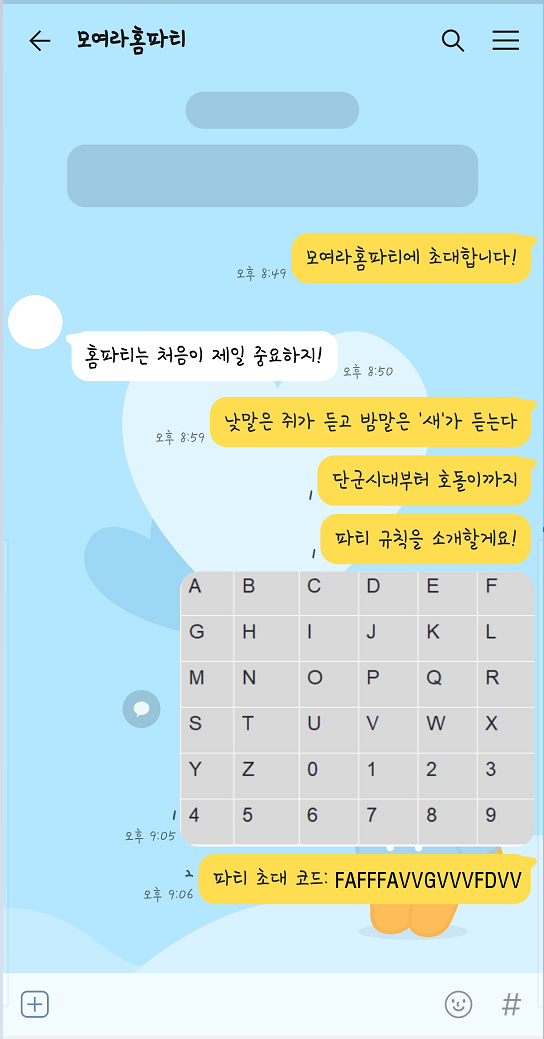 모여라홈파티
모여라홈파티에 초대합니다!
오후 8:49
홈파티는 처음이 제일 중요하지!
오후 8:50
낮말은 쥐가 듣고 밤말은 '새'가 듣는다
오후 8:59
단군시대부터 호돌이까지
1
파티 규칙을 소개할게요!
1
A B C D E F
G H I J K L
M N O P Q R
S T U V W X
Y Z 0 1 2 3
4 5 6 7 8 9
1
오후 9:05
파티 초대 코드: FAFFFAVVGVVVFDVV
2
오후 9:06
#